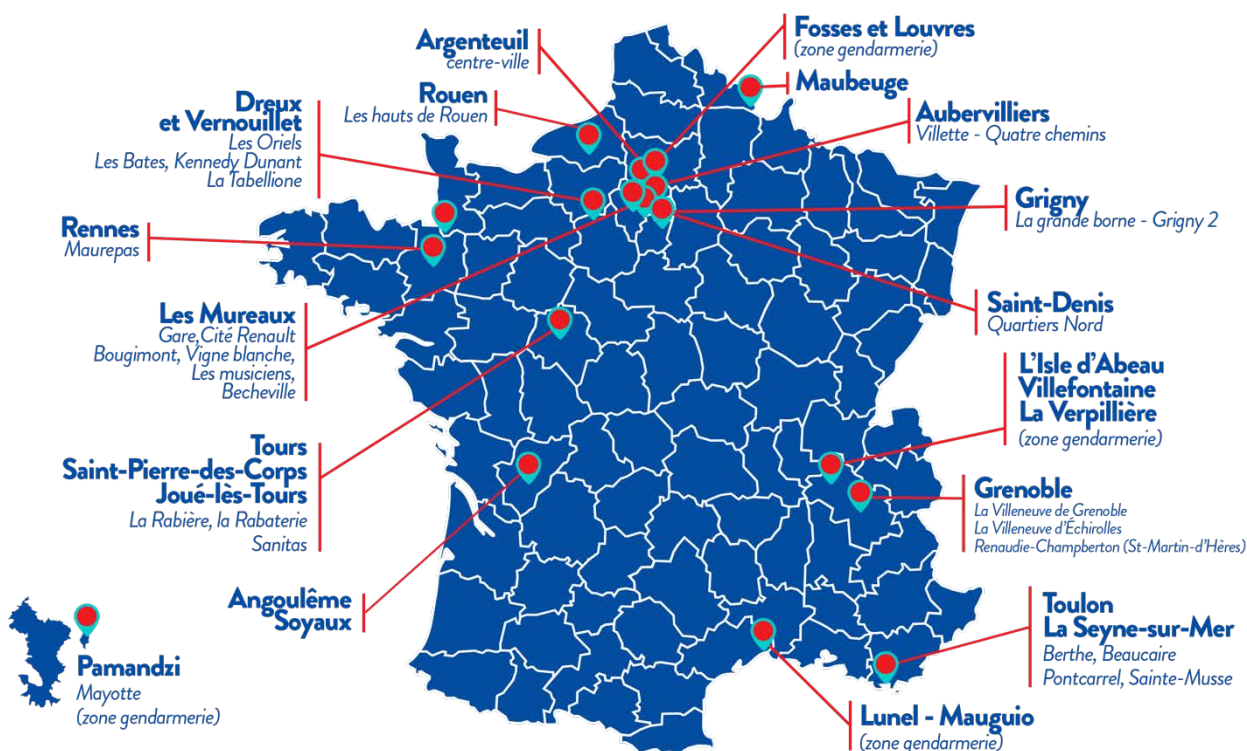 Fosses et Louvres
(zone gendarmerie)
Argenteuil
centre-ville
Maubeuge
Rouen
Les hauts de Rouen
Dreux
et Vernouillet
Les Oriels
Les Bates, Kennedy Dunant
La Tabellione
Aubervilliers
Villette - Quatre chemins
Grigny
La grande borne - Grigny 2
Rennes
Maurepas
Saint-Denis
Quartiers Nord
Les Mureaux
Gare,Cité Renault
Bougimont, Vigne blanche,
Les musiciens,
Becheville
L'Isle d'Abeau
Villefontaine
La Verpillière
(zone gendarmerie)
Tours
Saint-Pierre-des-Corps
Joué-lès-Tours
La Rabière, la Rabaterie
Sanitas
Grenoble
La Villeneuve de Grenoble
La Villeneuve d'Échirolles
Renaudie-Champberton (St-Martin-d'Hères)
Angoulême
Soyaux
Toulon
La Seyne-sur-Mer
Berthe, Beaucaire
Pontcarrel, Sainte-Musse
Pamandzi
Mayotte
(zone gendarmerie)
Lunel - Mauguio
(zone gendarmerie)